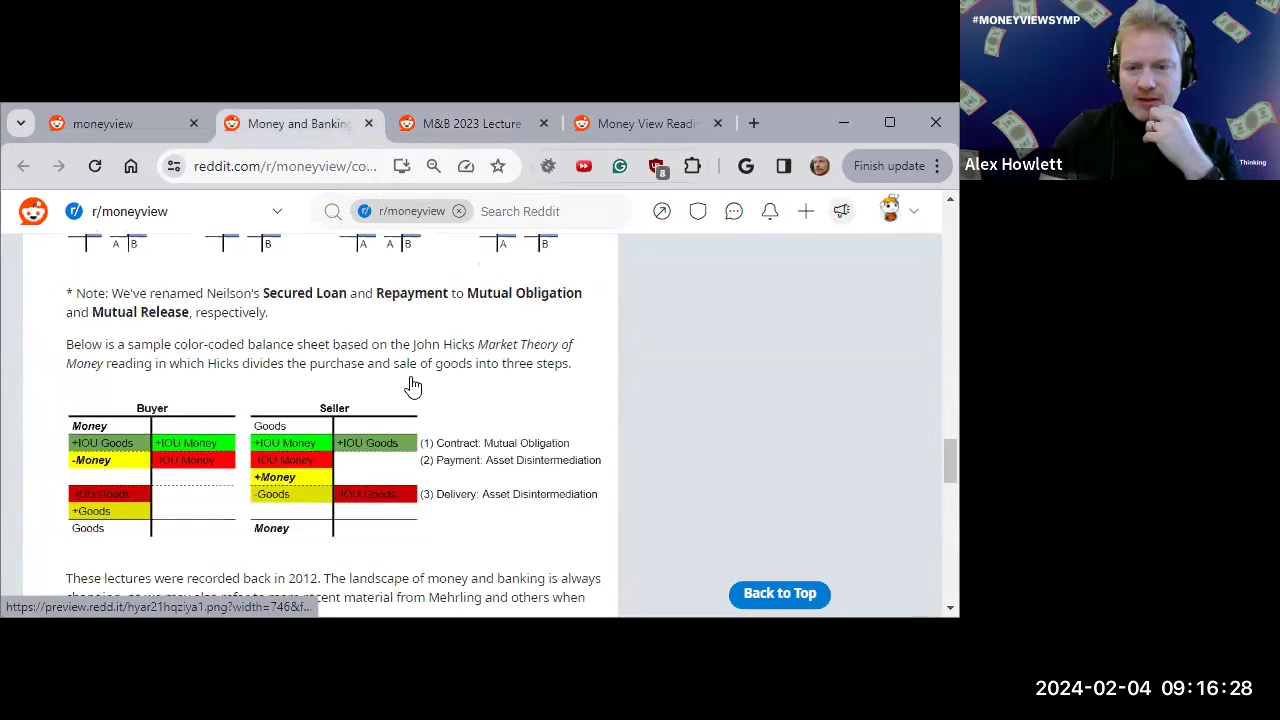 #MONEYVIEWSYMP
Alex Howlett
Thinking
moneyview
Money and Banking
M&B 2023 Lecture
Money View Readi
reddit.com/r/moneyview/co...
8
Finish update
r/moneyview
r/moneyview
Search Reddit
A B B A A B A B
* Note: We've renamed Neilson's Secured Loan and Repayment to Mutual Obligation
and Mutual Release, respectively.
Below is a sample color-coded balance sheet based on the John Hicks Market Theory of
Money reading in which Hicks divides the purchase and sale of goods into three steps.
Buyer Seller
Money Goods
+IOU Goods +IOU Money +IOU Money +IOU Goods (1) Contract: Mutual Obligation
-Money -IOU Money -IOU Money (2) Payment: Asset Disintermediation
+Money
-IOU Goods -Goods -IOU Goods (3) Delivery: Asset Disintermediation
+Goods
Goods Money
These lectures were recorded back in 2012. The landscape of money and banking is always
recent material from Mehrling and others when
Back to Top
https://preview.redd.it/hyar21hqziya1.png?width=746&f...
2024-02-04 09:16:28